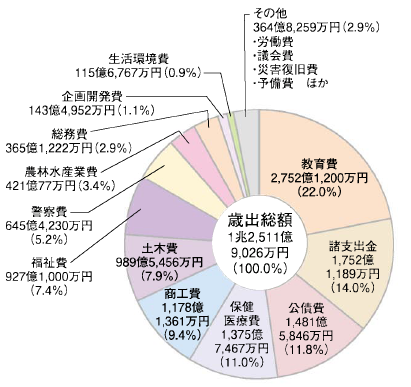 その他
364億8,259万円(2.9%)
・労働費
・議会費
・災害復旧費
・予備費　ほか
生活環境費
115億6,767万円(0.9%)
企画開発費
143億4,952万円(1.1%)
総務費
365億1,222万円(2.9%)
農林水産業費
421億77万円(3.4%)
警察費
645億4,230万円
(5.2%)
福祉費
927億1,000万円
(7.4%)
土木費
989億5,456万円
(7.9%)
商工費
1,178億
1,361万円
(9.4%)
保健
医療費
1,375億
7,467万円
(11.0%)
公債費
1,481億
5,846万円
(11.8%)
諸支出金
1,752億
1,189万円
(14.0%)
教育費
2,752億1,200万円
(22.0%)
歳出総額
1兆2,511億
9,026万円
(100.0%)